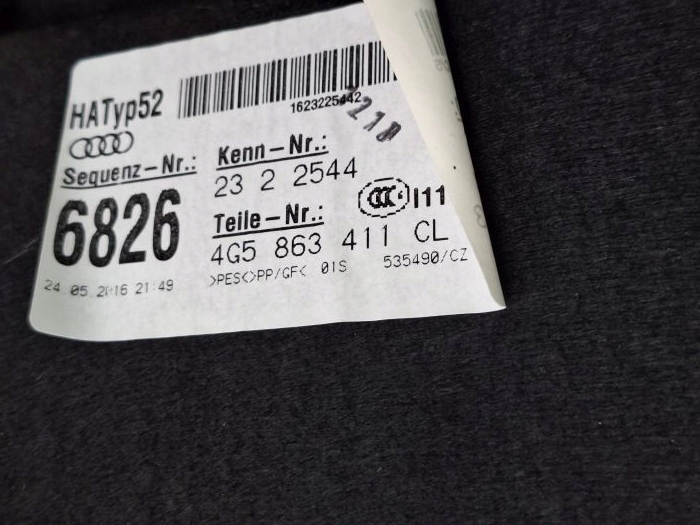 HATyp52
1623225442
Sequenz-Nr.:
6826
24.05.2016 21:49
Kenn-Nr.:
23 2 2544
CCC I11
Teile-Nr.:
4G5 863 411 CL
>PES<>PP/GF< 01S 535490/CZ